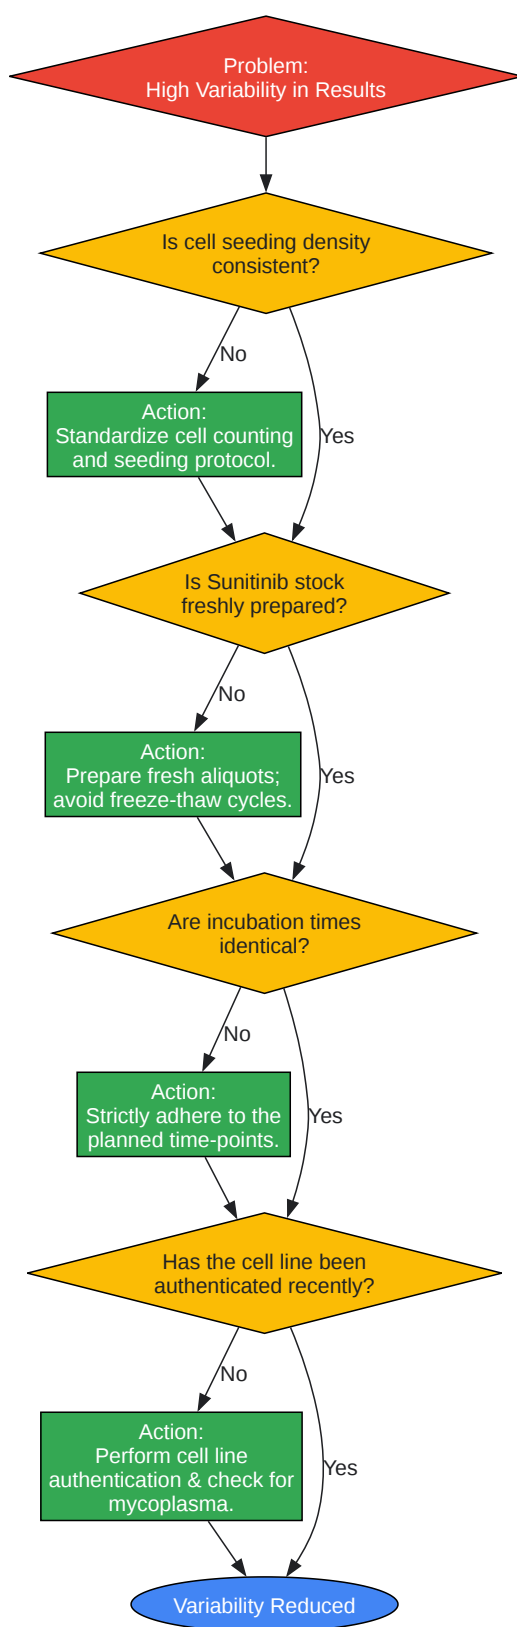 Problem:
High Variability in Results
Is cell seeding density
consistent?
No
Action:
Standardize cell counting
and seeding protocol.
Yes
Is Sunitinib stock
freshly prepared?
No
Action:
Prepare fresh aliquots;
avoid freeze-thaw cycles.
Yes
Are incubation times
identical?
No
Action:
Strictly adhere to the
planned time-points.
Yes
Has the cell line been
authenticated recently?
No
Action:
Perform cell line
authentication & check for
mycoplasma.
Yes
Variability Reduced